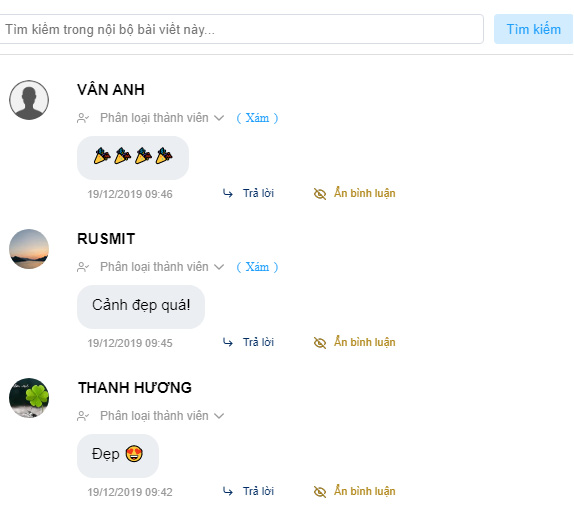 Tìm kiếm trong nội bộ bài viết này...
Tìm kiếm
VÂN ANH
Phân loại thành viên
( Xám )
🎉🎉🎉🎉
19/12/2019 09:46 Trả lời Ẩn bình luận
RUSMIT
Phân loại thành viên
( Xám )
Cảnh đẹp quá!
19/12/2019 09:45 Trả lời Ẩn bình luận
THANH HƯƠNG
Phân loại thành viên
Đẹp 😍
19/12/2019 09:42 Trả lời Ẩn bình luận